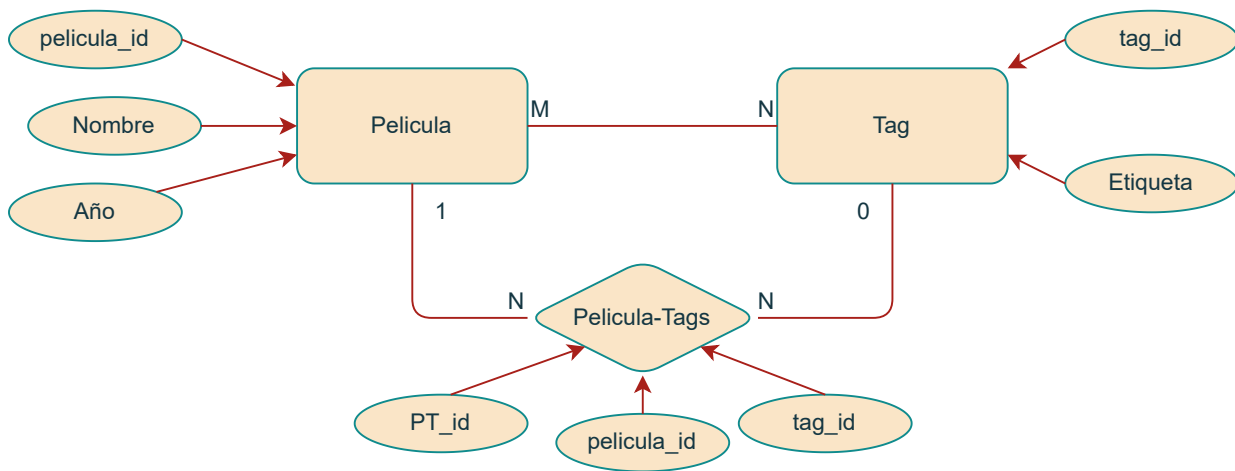 pelicula_id
tag_id
Nombre
Pelicula
M
N
Tag
Año
Etiqueta
1
0
N
Pelicula-Tags
N
PT_id
pelicula_id
tag_id